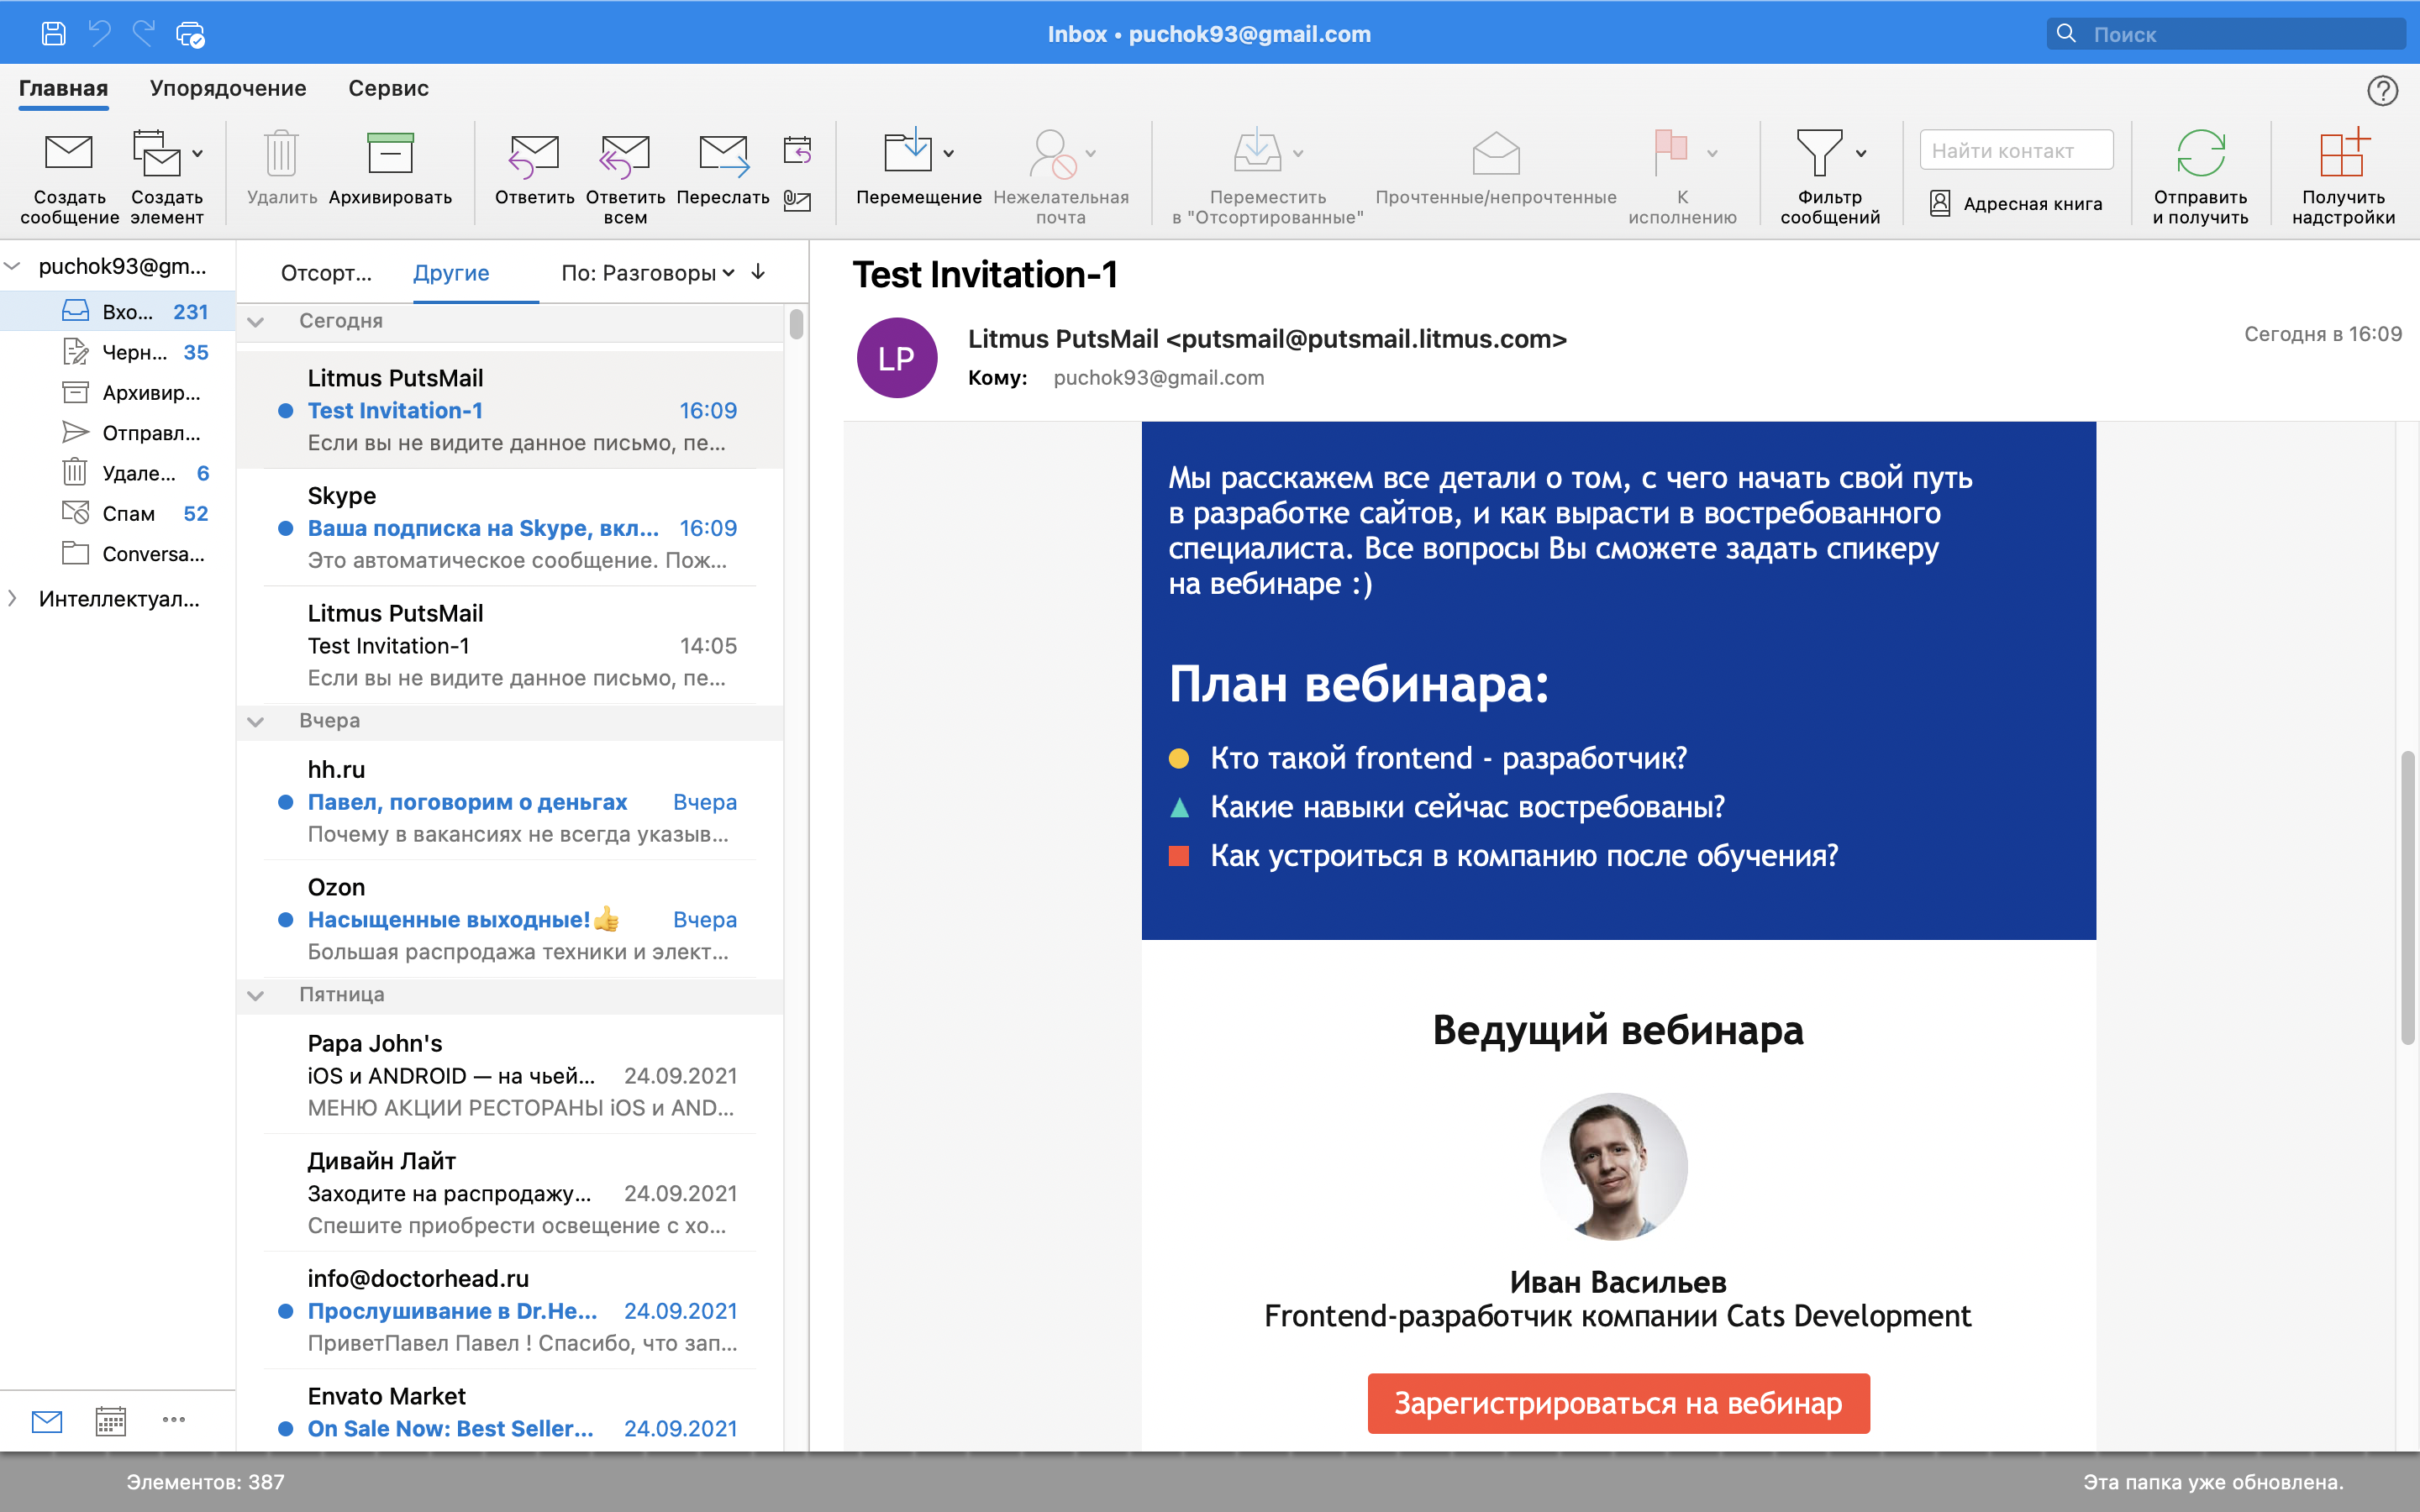 Inbox • puchok93@gmail.com
Поиск
Главная
Упорядочение
Сервис
Создать
сообщение
Создать
элемент
Удалить
Архивировать
Ответить
Ответить
всем
Переслать
Перемещение
Нежелательная
почта
Переместить
в "Отсортированные"
Прочтенные/непрочтенные
К
исполнению
Фильтр
сообщений
Найти контакт
Адресная книга
Отправить
и получить
Получить
надстройки
puchok93@gm...
Вхо... 231
Черн... 35
Архивир...
Отправл...
Удале... 6
Спам 52
Conversa...
Интеллектуал...
Отсорт...
Другие
По: Разговоры
Сегодня
Litmus PutsMail
Test Invitation-1 16:09
Если вы не видите данное письмо, пе...
Skype
Ваша подписка на Skype, вкл... 16:09
Это автоматическое сообщение. Пож...
Litmus PutsMail
Test Invitation-1 14:05
Если вы не видите данное письмо, пе...
Вчера
hh.ru
Павел, поговорим о деньгах Вчера
Почему в вакансиях не всегда указыв...
Ozon
Насыщенные выходные!👍 Вчера
Большая распродажа техники и элект...
Пятница
Papa John's
iOS и ANDROID — на чьей... 24.09.2021
МЕНЮ АКЦИИ РЕСТОРАНЫ iOS и AND...
Дивайн Лайт
Заходите на распродажу... 24.09.2021
Спешите приобрести освещение с хо...
info@doctorhead.ru
Прослушивание в Dr.He... 24.09.2021
ПриветПавел Павел ! Спасибо, что зап...
Envato Market
On Sale Now: Best Seller... 24.09.2021
Test Invitation-1
LP
Litmus PutsMail <putsmail@putsmail.litmus.com>
Сегодня в 16:09
Кому: puchok93@gmail.com
Мы расскажем все детали о том, с чего начать свой путь
в разработке сайтов, и как вырасти в востребованного
специалиста. Все вопросы Вы сможете задать спикеру
на вебинаре :)
План вебинара:
Кто такой frontend - разработчик?
Какие навыки сейчас востребованы?
Как устроиться в компанию после обучения?
Ведущий вебинара
Иван Васильев
Frontend-разработчик компании Cats Development
Зарегистрироваться на вебинар
Элементов: 387
Эта папка уже обновлена.